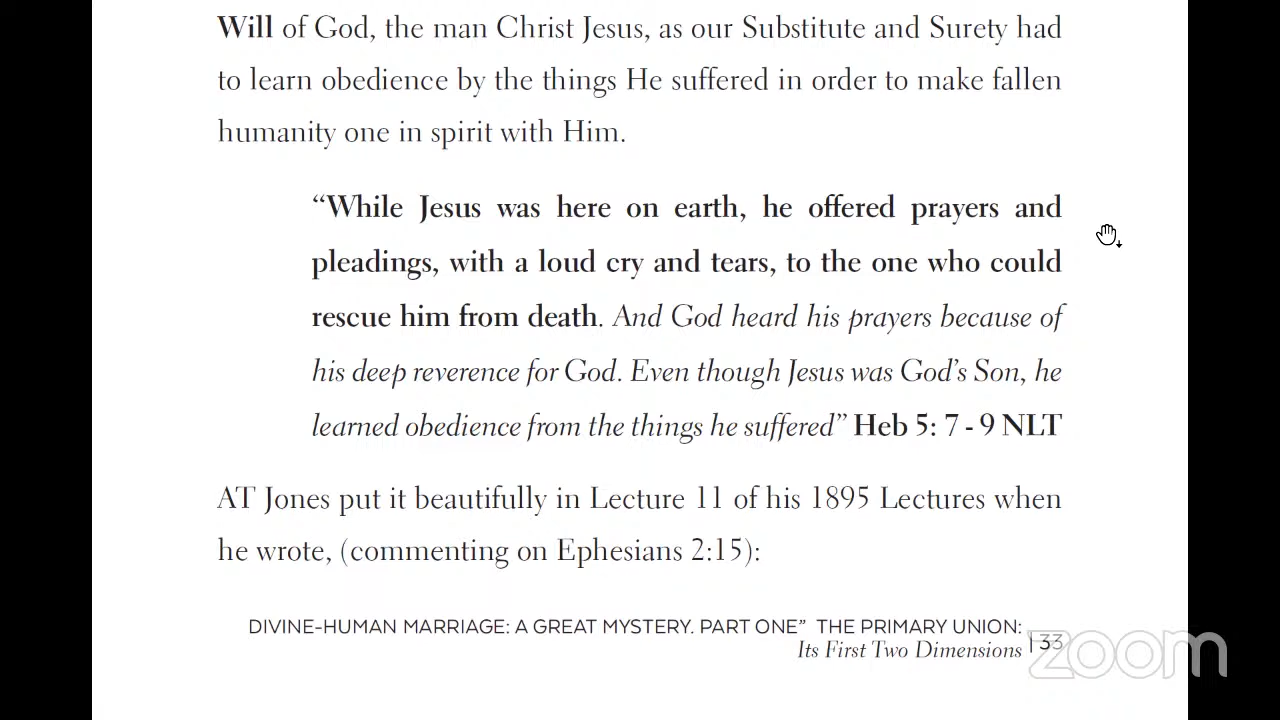 Will of God, the man Christ Jesus, as our Substitute and Surety had
to learn obedience by the things He suffered in order to make fallen
humanity one in spirit with Him.
“While Jesus was here on earth, he offered prayers and
pleadings, with a loud cry and tears, to the one who could
rescue him from death. And God heard his prayers because of
his deep reverence for God. Even though Jesus was God’s Son, he
learned obedience from the things he suffered” Heb 5: 7 - 9 NLT
AT Jones put it beautifully in Lecture 11 of his 1895 Lectures when
he wrote, (commenting on Ephesians 2:15):
DIVINE-HUMAN MARRIAGE: A GREAT MYSTERY. PART ONE” THE PRIMARY UNION:
Its First Two Dimensions | 33
zoom